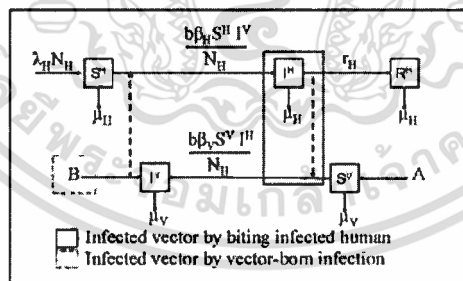 bβ_H S^H I^V
N_H
λ_H N_H S^H I^H r_H R^H
μ_H μ_H μ_H
bβ_V S^V I^H
N_H
B I^V S^V A
μ_V μ_V
Infected vector by biting infected human
Infected vector by vector-born infection